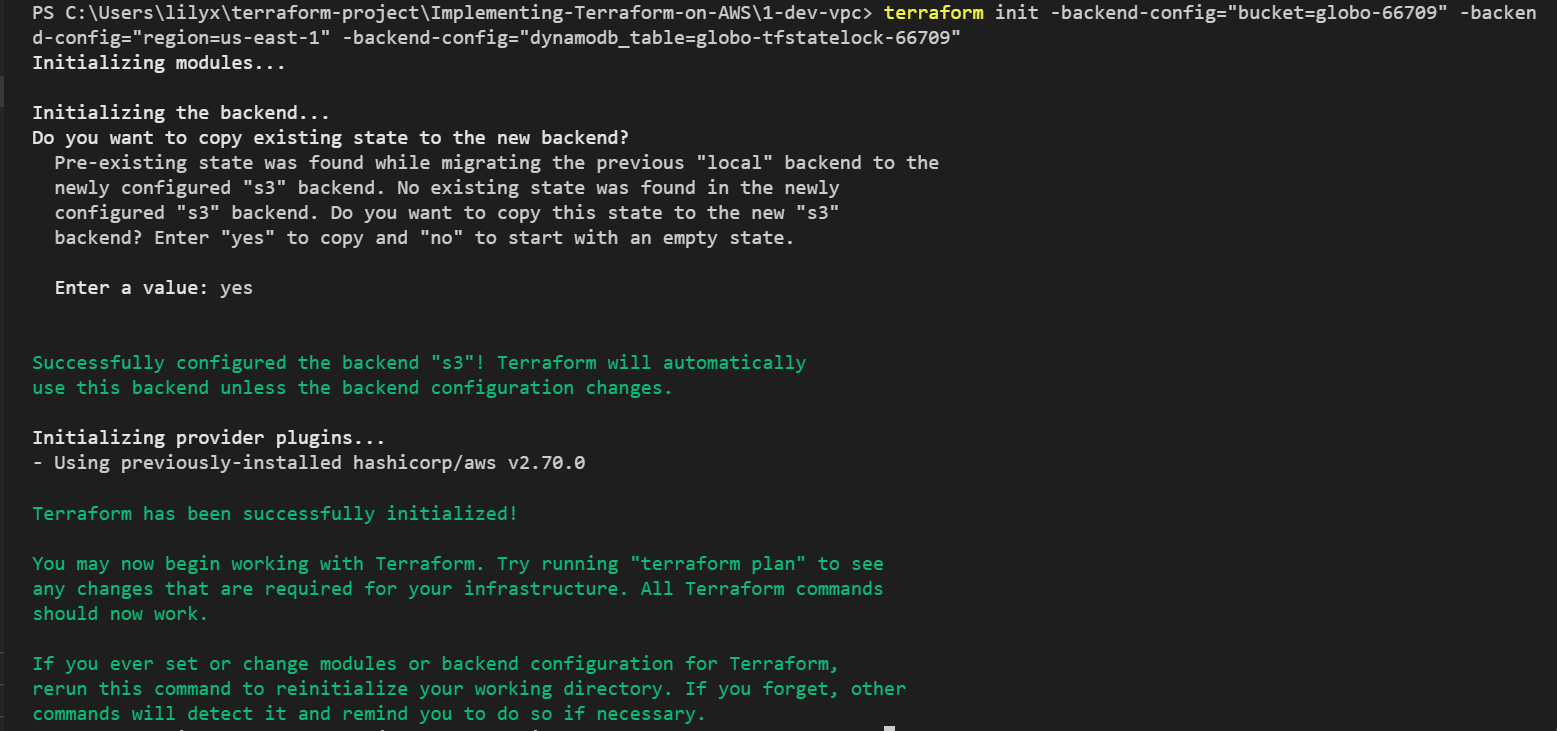 PS C:\Users\lilyx\terraform-project\Implementing-Terraform-on-AWS\1-dev-vpc> terraform init -backend-config="bucket=globo-66709" -backen
d-config="region=us-east-1" -backend-config="dynamodb_table=globo-tfstatelock-66709"
Initializing modules...
Initializing the backend...
Do you want to copy existing state to the new backend?
Pre-existing state was found while migrating the previous "local" backend to the
newly configured "s3" backend. No existing state was found in the newly
configured "s3" backend. Do you want to copy this state to the new "s3"
backend? Enter "yes" to copy and "no" to start with an empty state.
Enter a value: yes
Successfully configured the backend "s3"! Terraform will automatically
use this backend unless the backend configuration changes.
Initializing provider plugins...
- Using previously-installed hashicorp/aws v2.70.0
Terraform has been successfully initialized!
You may now begin working with Terraform. Try running "terraform plan" to see
any changes that are required for your infrastructure. All Terraform commands
should now work.
If you ever set or change modules or backend configuration for Terraform,
rerun this command to reinitialize your working directory. If you forget, other
commands will detect it and remind you to do so if necessary.